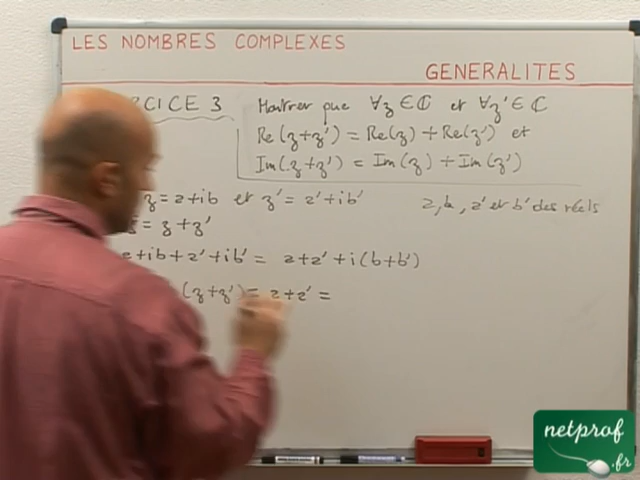 LES NOMBRES COMPLEXES
GENERALITES
RCICE 3 Montrer que ∀z ∈ ℂ et ∀z' ∈ ℂ
Re(z+z') = Re(z) + Re(z') et
Im(z+z') = Im(z) + Im(z')
z = a+ib et z' = a'+ib' a, b, a' et b' des réels
= z+z'
+ib+a'+ib' = a+a'+i(b+b')
(z+z') = a+a' =
netprof
.fr